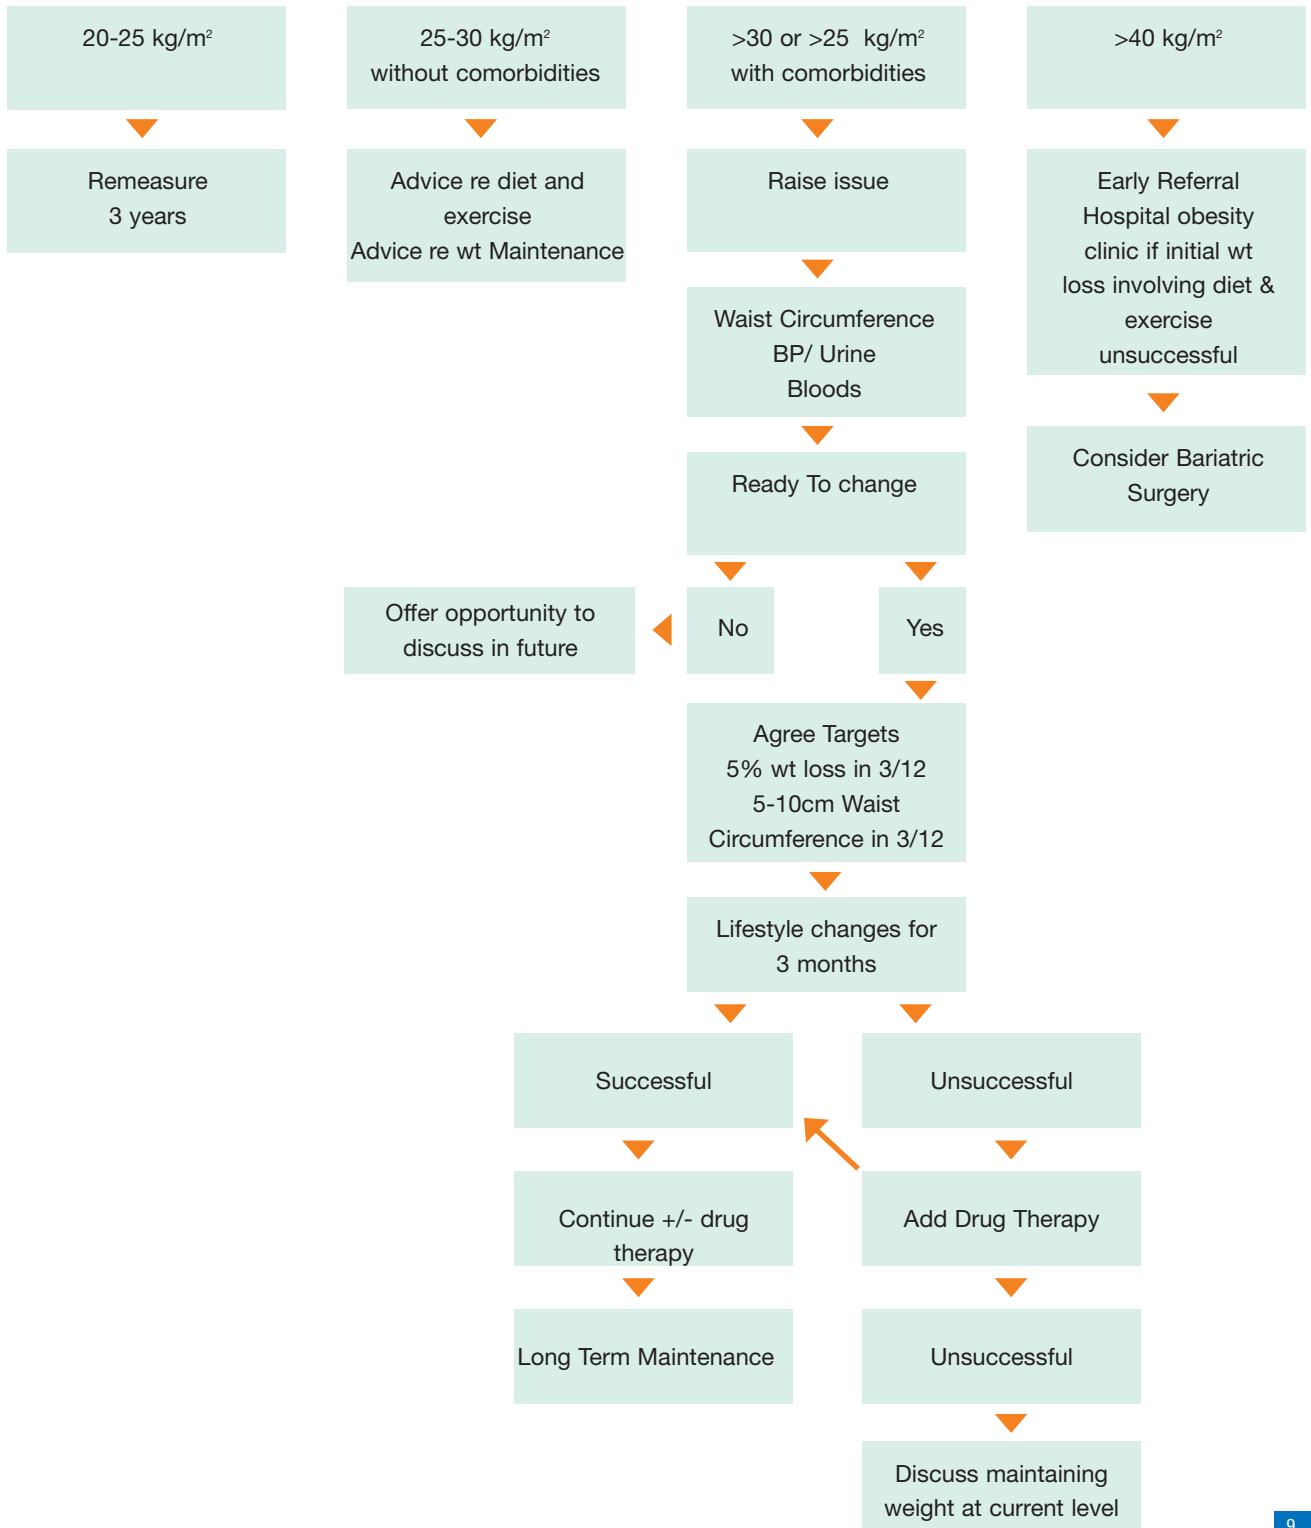 20-25 kg/m²
25-30 kg/m²
without comorbidities
>30 or >25 kg/m²
with comorbidities
>40 kg/m²
Remeasure
3 years
Advice re diet and
exercise
Advice re wt Maintenance
Raise issue
Early Referral
Hospital obesity
clinic if initial wt
loss involving diet &
exercise
unsuccessful
Waist Circumference
BP/ Urine
Bloods
Ready To change
Consider Bariatric
Surgery
Offer opportunity to
discuss in future
No
Yes
Agree Targets
5% wt loss in 3/12
5-10cm Waist
Circumference in 3/12
Lifestyle changes for
3 months
Successful
Unsuccessful
Continue +/- drug
therapy
Add Drug Therapy
Long Term Maintenance
Unsuccessful
Discuss maintaining
weight at current level
9